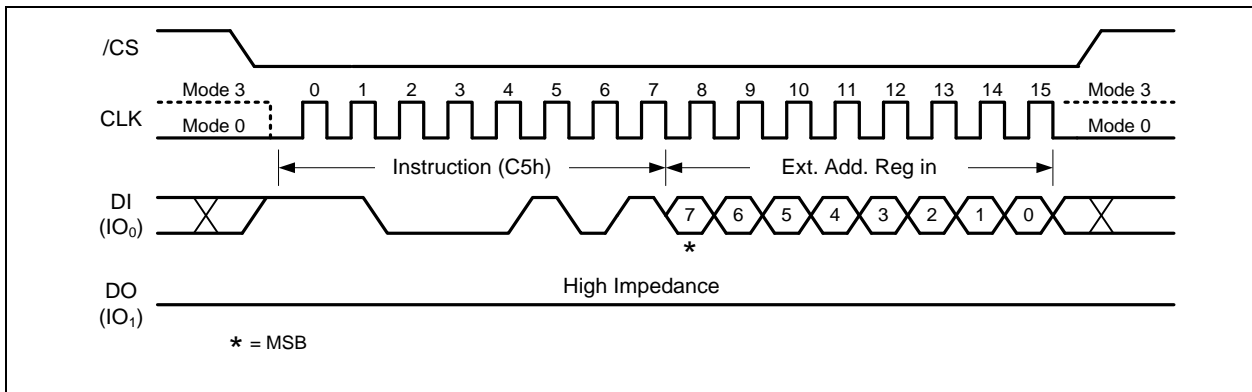 /CS
Mode 3 0 1 2 3 4 5 6 7 8 9 10 11 12 13 14 15 Mode 3
CLK
Mode 0 Mode 0
Instruction (C5h) Ext. Add. Reg in
DI
(IO₀) 7 6 5 4 3 2 1 0
*
High Impedance
DO
(IO₁)
* = MSB